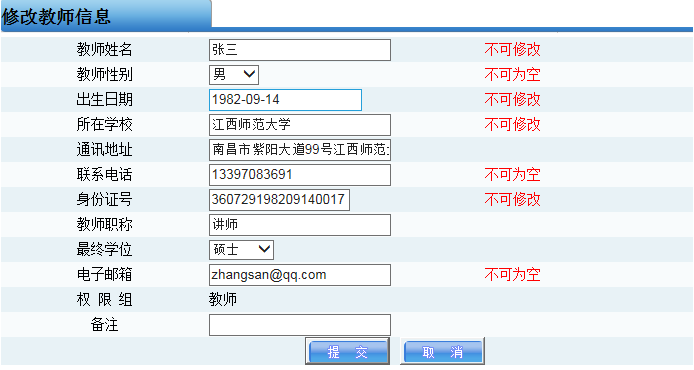 修改教师信息
教师姓名 张三 不可修改
教师性别 男 不可为空
出生日期 1982-09-14 不可修改
所在学校 江西师范大学 不可修改
通讯地址 南昌市紫阳大道99号江西师范
联系电话 13397083691 不可为空
身份证号 360729198209140017 不可修改
教师职称 讲师
最终学位 硕士
电子邮箱 zhangsan@qq.com 不可为空
权 限 组 教师
备注
提 交 取 消